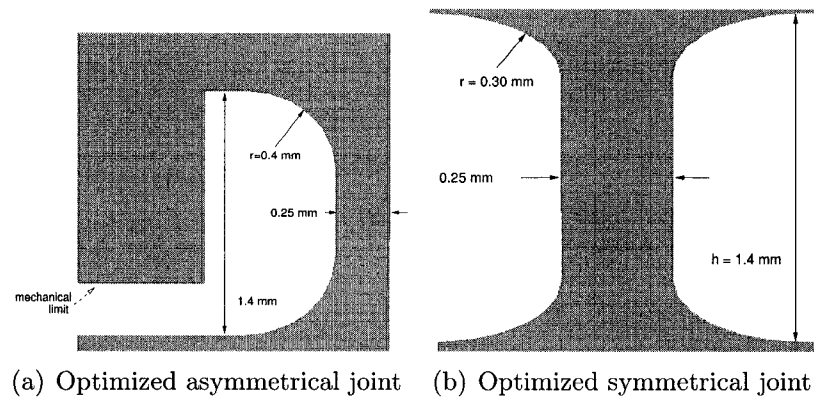 r=0.4 mm
0.25 mm
1.4 mm
mechanical
limit
r = 0.30 mm
0.25 mm
h = 1.4 mm
(a) Optimized asymmetrical joint
(b) Optimized symmetrical joint